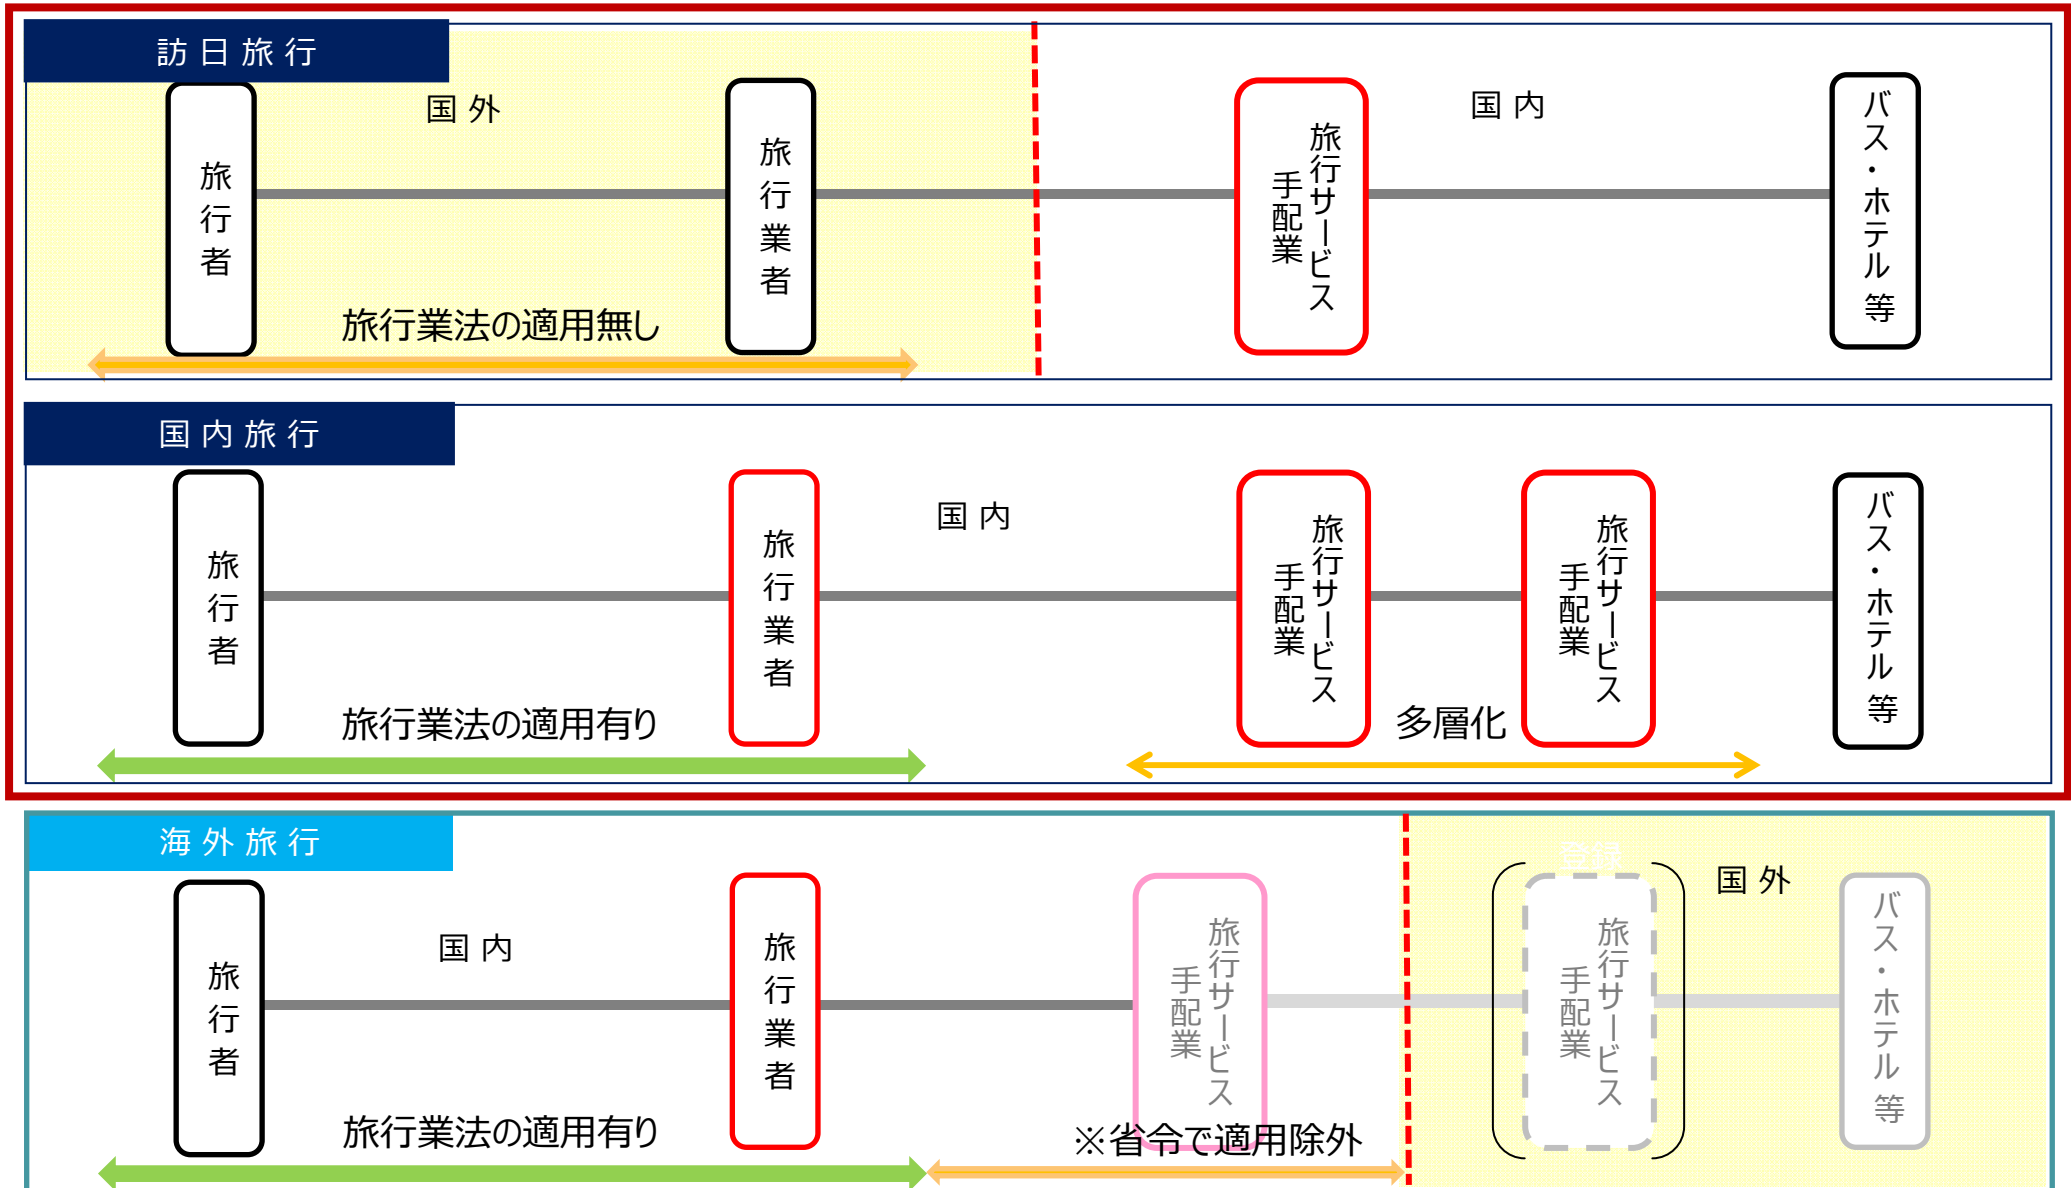 訪日旅行
国外
国内
旅行者
旅行業者
旅行サービス
手配業
バス・ホテル等
旅行業法の適用無し
国内旅行
国内
旅行者
旅行業者
旅行サービス
手配業
旅行サービス
手配業
バス・ホテル等
旅行業法の適用有り
多層化
海外旅行
登録
国外
国内
旅行者
旅行業者
旅行サービス
手配業
旅行サービス
手配業
バス・ホテル等
旅行業法の適用有り
※省令で適用除外